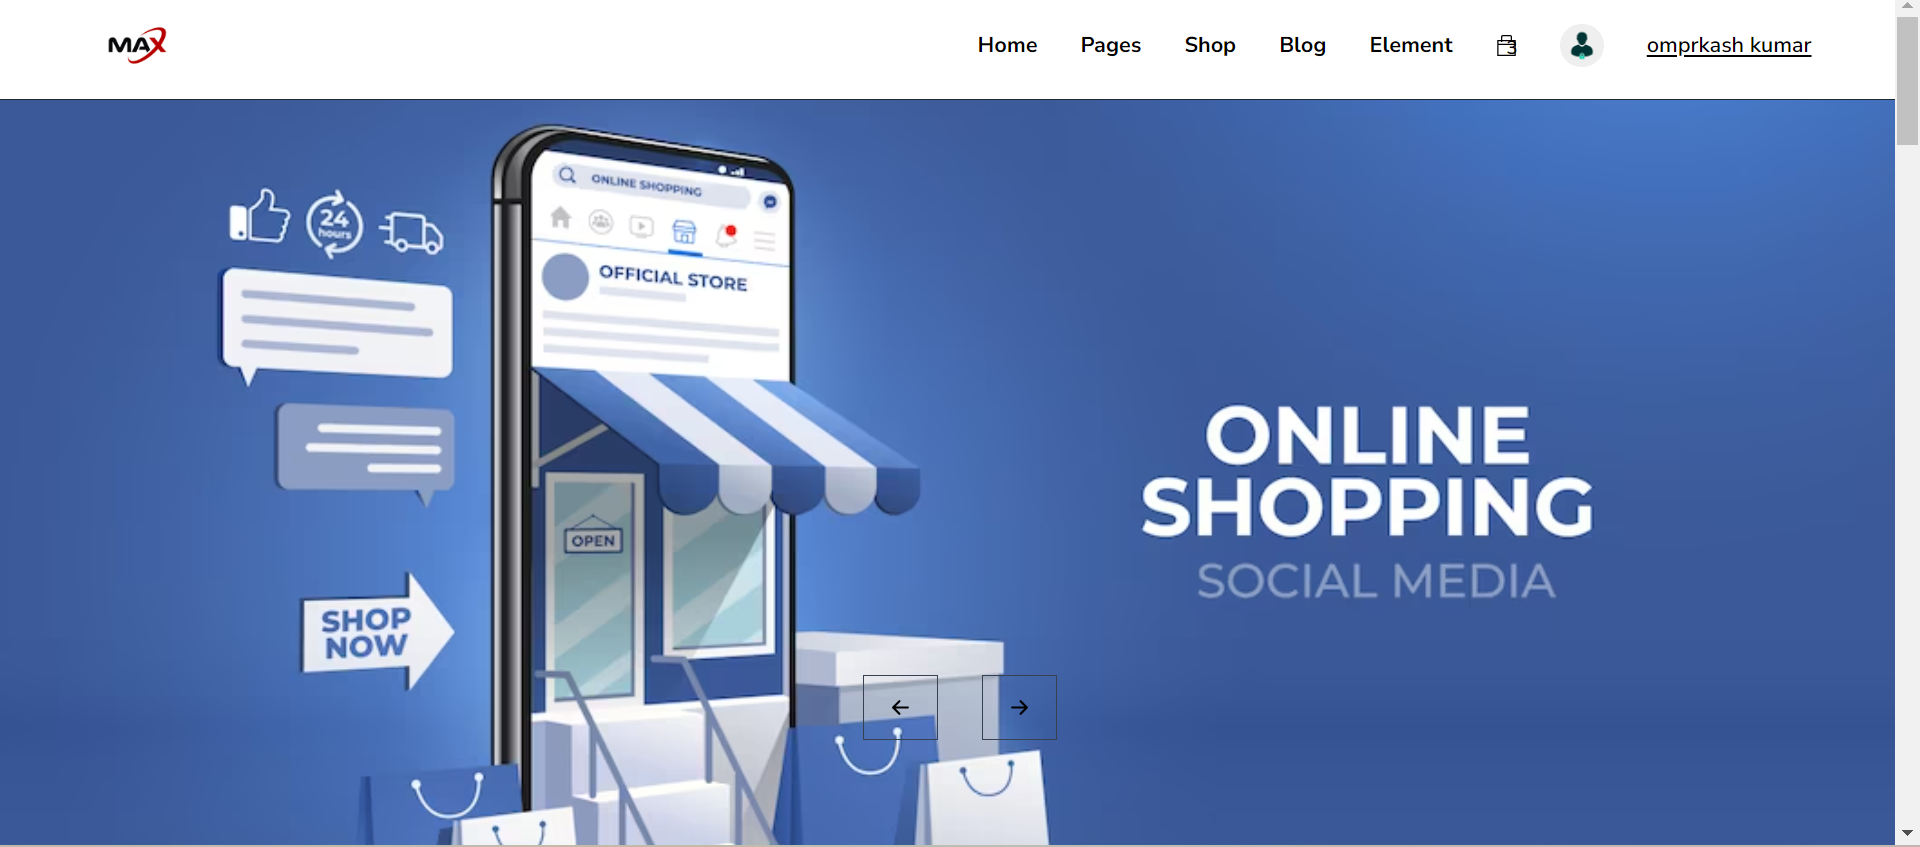 MAX
Home Pages Shop Blog Element 3 omprkash kumar
ONLINE SHOPPING
24
hours
OFFICIAL STORE
ONLINE
SHOPPING
SOCIAL MEDIA
OPEN
SHOP
NOW